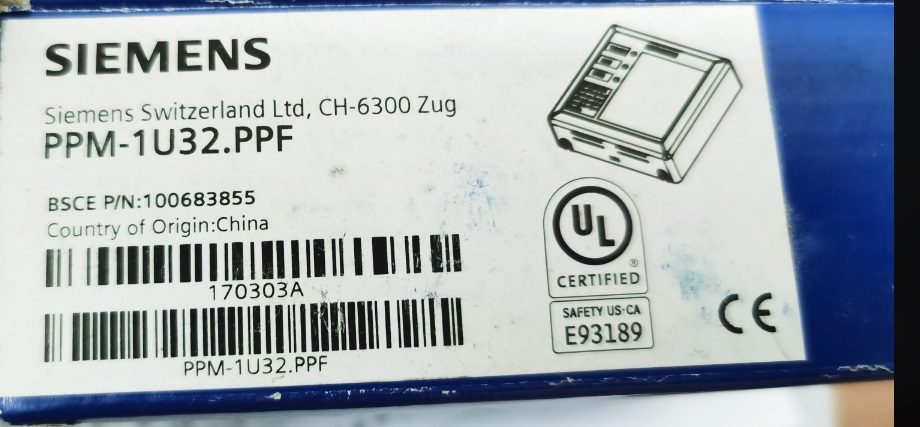 SIEMENS
Siemens Switzerland Ltd, CH-6300 Zug
PPM-1U32.PPF
BSCE P/N:100683855
Country of Origin:China
170303A
PPM-1U32.PPF
UL
CERTIFIED®
SAFETY US·CA
E93189
CE